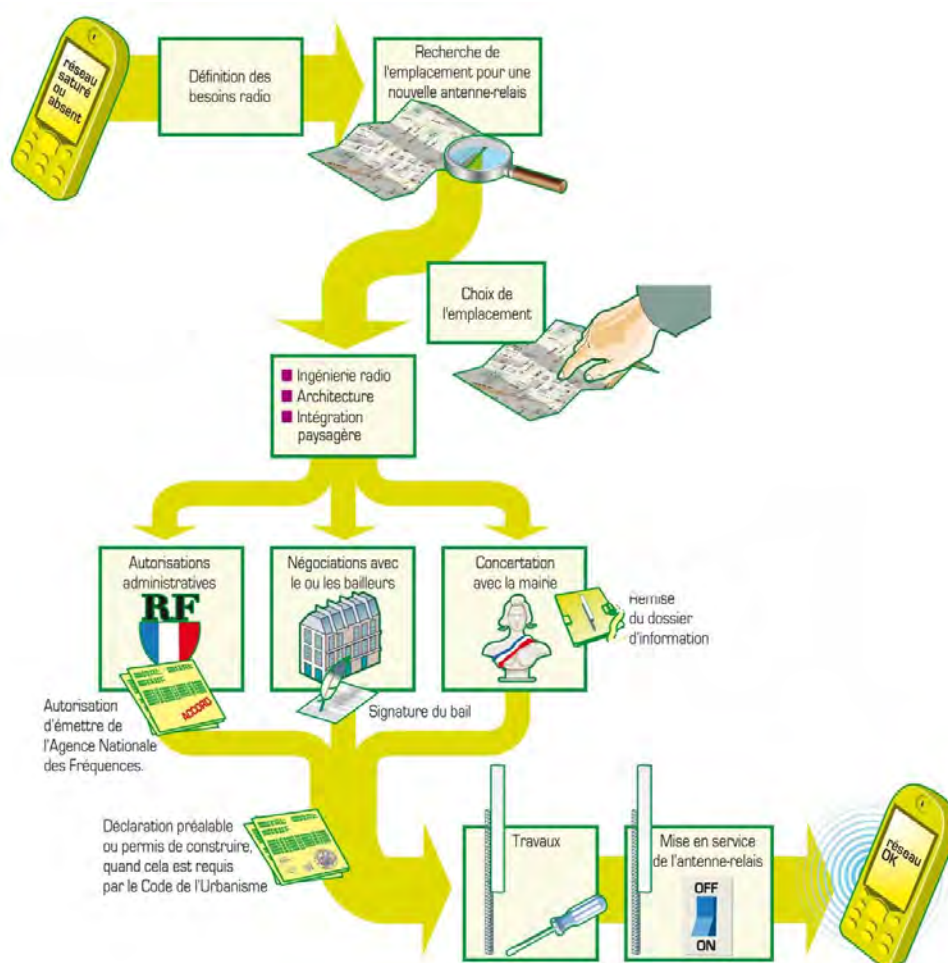 réseau
saturé
ou
absent
Définition des
besoins radio
Recherche de
l'emplacement pour une
nouvelle antenne-relais
Choix de
l'emplacement
Ingénierie radio
Architecture
Intégration
paysagère
Autorisations
administratives
RF
ACCORD
Autorisation
d'émettre de
l'Agence Nationale
des Fréquences.
Négociations avec
le ou les bailleurs
Signature du bail
Concertation
avec la mairie
Remise
du dossier
d'information
Déclaration préalable
ou permis de construire,
quand cela est requis
par le Code de l'Urbanisme
Travaux
Mise en service
de l'antenne-relais
OFF
ON
réseau
OK